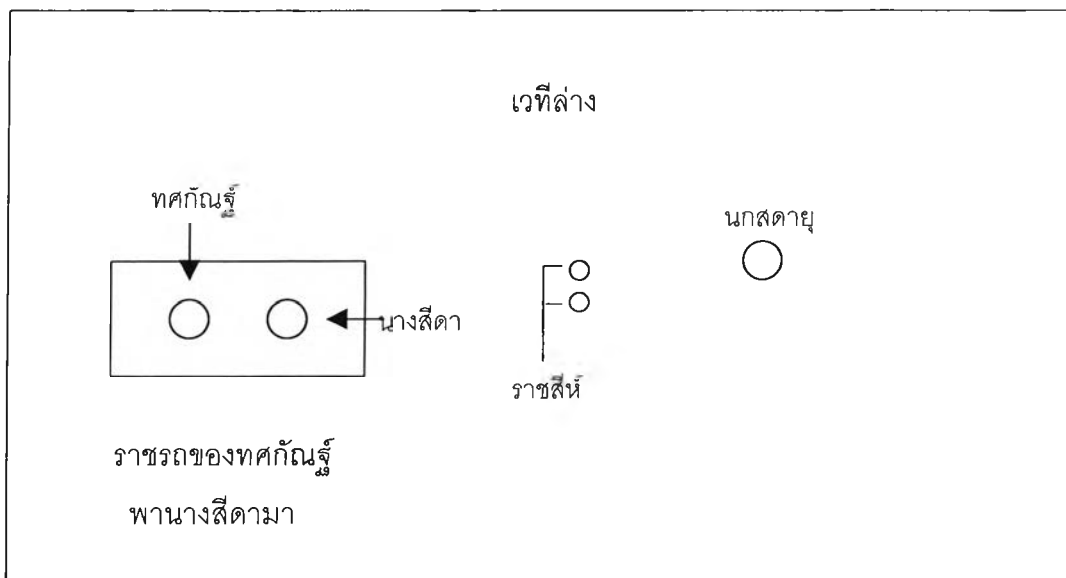 เวทีล่าง
ทศกัณฐ์
นกสดายุ
นางสีดา
ราชสีห์
ราชรถของทศกัณฐ์
พานางสีดามา